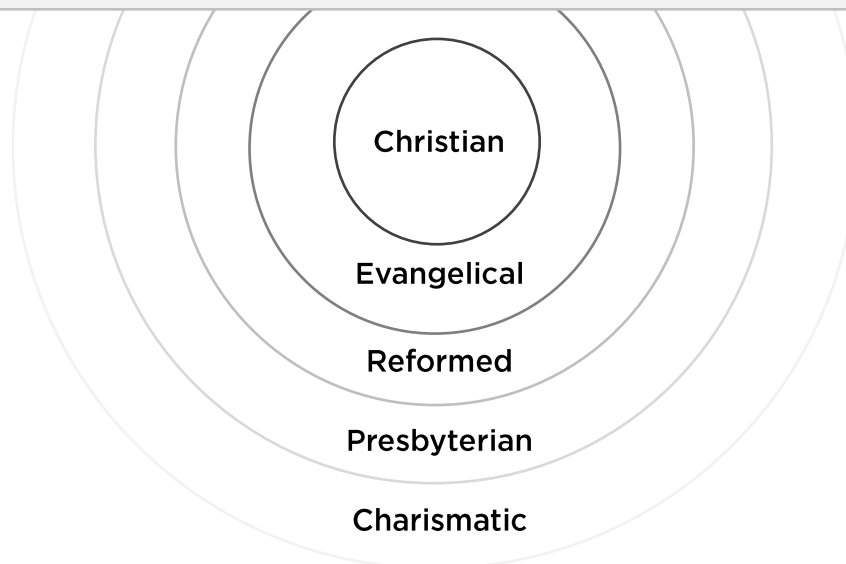 Christian
Evangelical
Reformed
Presbyterian
Charismatic